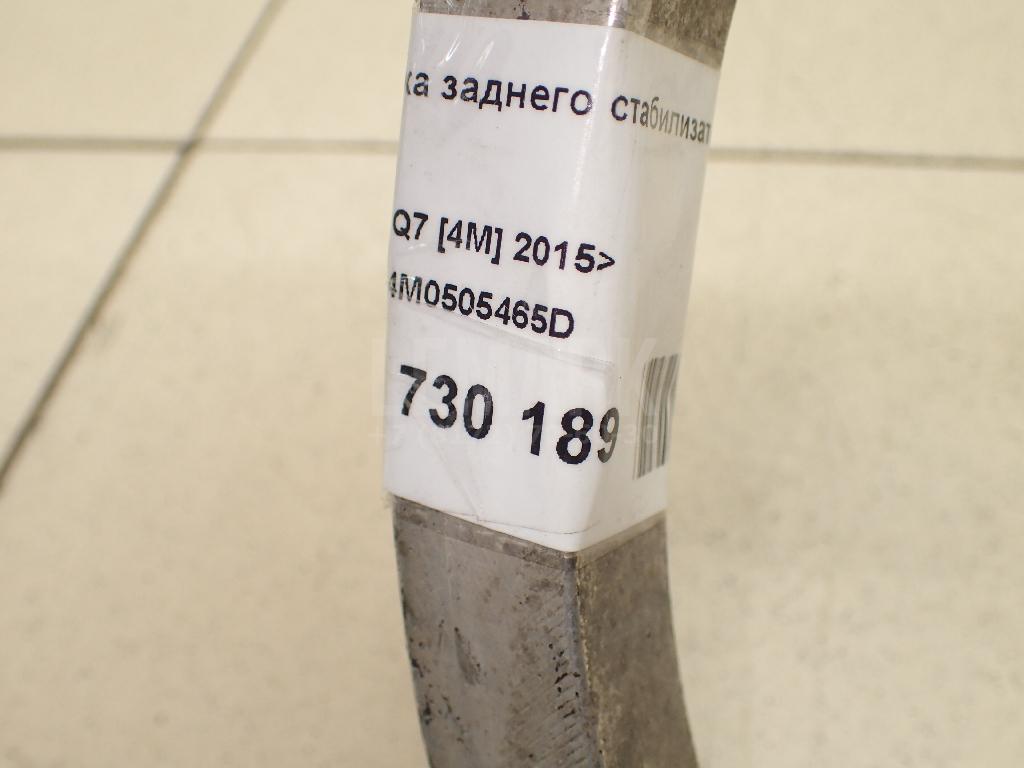 ка заднего стабилизат
Q7 [4M] 2015>
4M0505465D
730 189